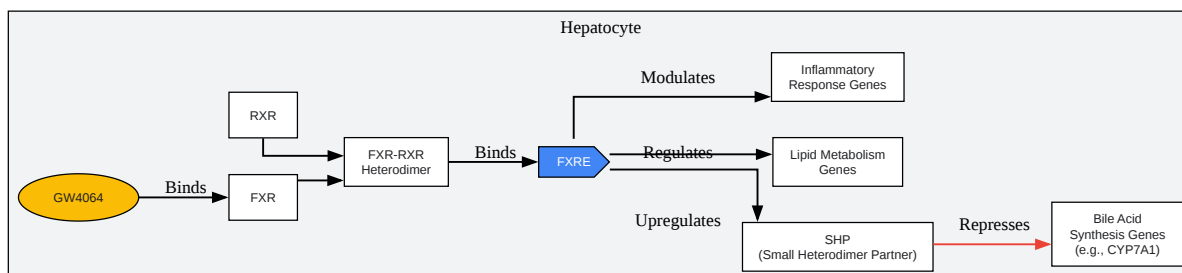 Hepatocyte
Modulates
Inflammatory
Response Genes
RXR
FXR-RXR
Heterodimer
Binds
FXRE
Regulates
Lipid Metabolism
Genes
GW4064
Binds
FXR
Upregulates
SHP
(Small Heterodimer Partner)
Represses
Bile Acid
Synthesis Genes
(e.g., CYP7A1)